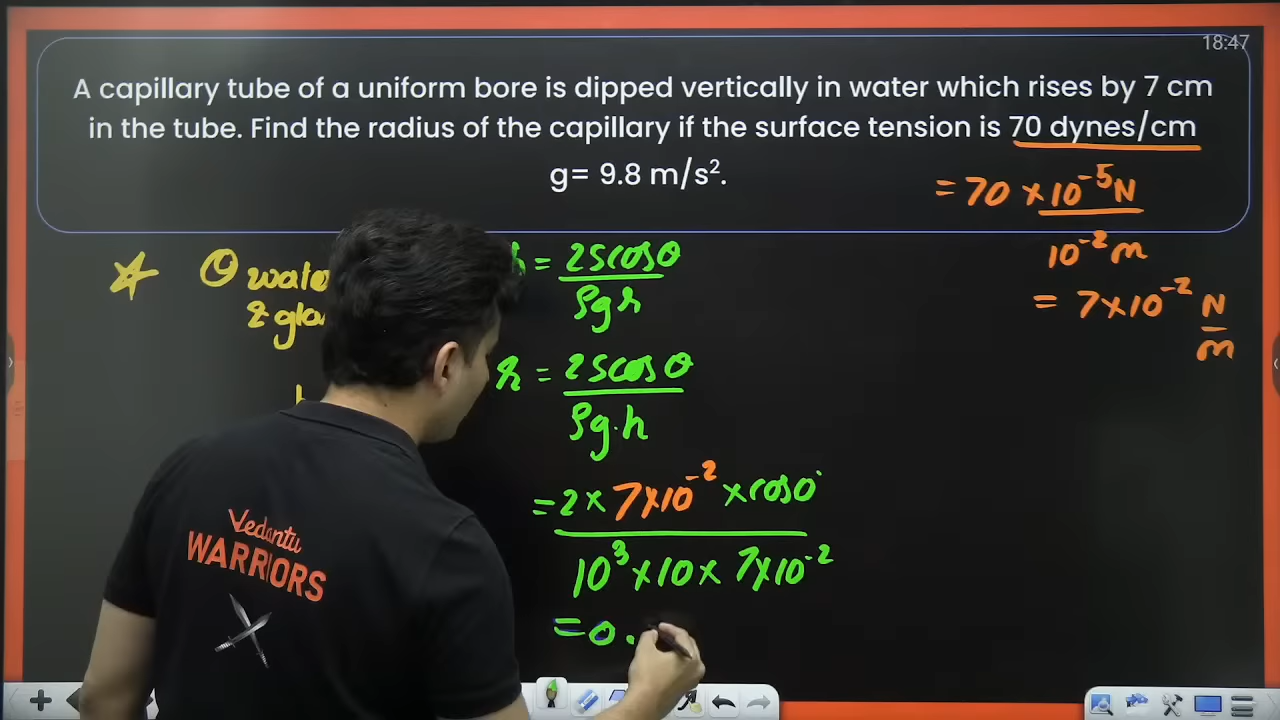 18:47
A capillary tube of a uniform bore is dipped vertically in water which rises by 7 cm
in the tube. Find the radius of the capillary if the surface tension is 70 dynes/cm
g= 9.8 m/s².
= 70 × 10⁻⁵ N
10⁻² m
= 7×10⁻² N
m
θ
&
= 2Scosθ
ρgr
r = 2Scosθ
ρg.h
= 2 × 7×10⁻² × cos0°
10³ × 10 × 7×10⁻²
= 0.
Vedantu
WARRIORS